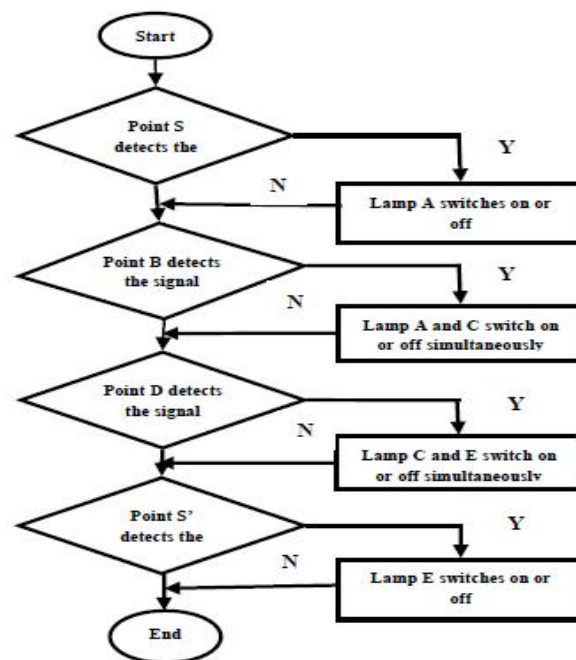 Start
Point S
detects the
Y
N
Lamp A switches on or
off
Point B detects
the signal
Y
N
Lamp A and C switch on
or off simultaneously
Point D detects
the signal
Y
N
Lamp C and E switch on
or off simultaneously
Point S’
detects the
Y
N
Lamp E switches on or
off
End